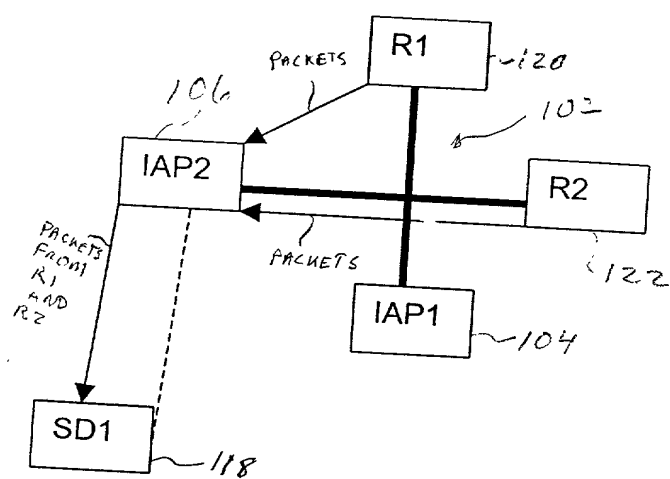 R1
120
PACKETS
106
102
IAP2
R2
PACKETS
122
PACKETS
FROM
R1
AND
R2
IAP1
104
SD1
118